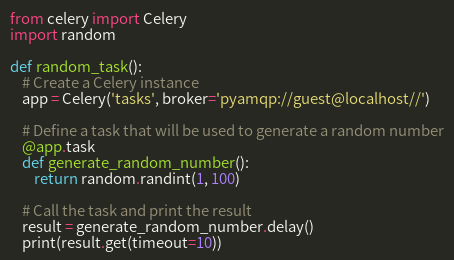 from celery import Celery
import random
def random_task():
# Create a Celery instance
app = Celery('tasks', broker='pyamqp://guest@localhost//')
# Define a task that will be used to generate a random number
@app.task
def generate_random_number():
return random.randint(1, 100)
# Call the task and print the result
result = generate_random_number.delay()
print(result.get(timeout=10))